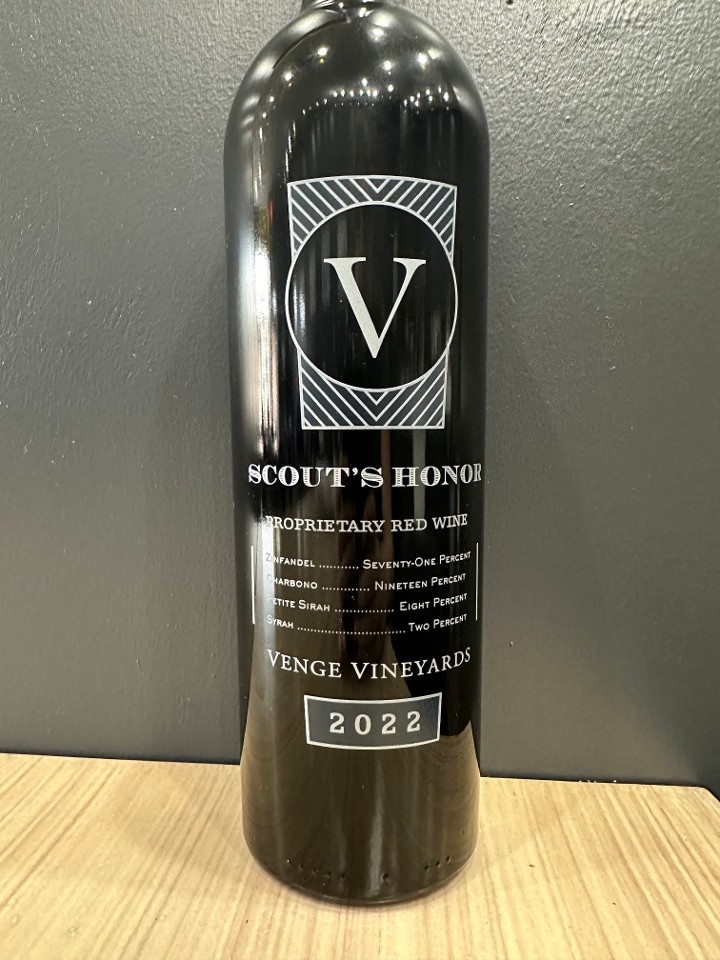 V
SCOUT'S HONOR
PROPRIETARY RED WINE
ZINFANDEL ........... SEVENTY-ONE PERCENT
CHARBONO ............. NINETEEN PERCENT
PETITE SIRAH ................ EIGHT PERCENT
SYRAH ............................. TWO PERCENT
VENGE VINEYARDS
2022